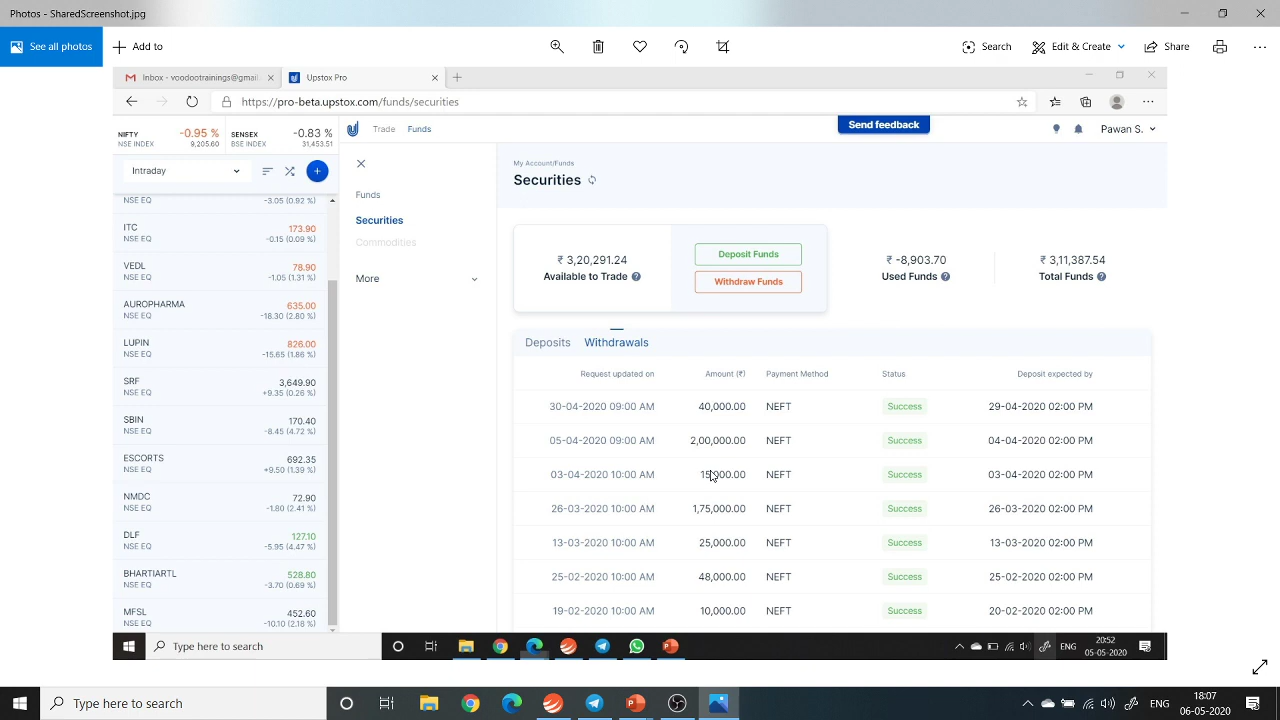 Photos - SharedScreenshot.jpg
See all photos
Add to
Search
Edit & Create
Share
Inbox - voodootrainings@gmail.
Upstox Pro
https://pro-beta.upstox.com/funds/securities
NIFTY -0.95 %
NSE INDEX 9,205.60
SENSEX -0.83 %
BSE INDEX 31,453.51
Trade Funds
Send feedback
Pawan S.
Intraday
NSE EQ -3.05 (0.92 %)
ITC 173.90
NSE EQ -0.15 (0.09 %)
VEDL 78.90
NSE EQ -1.05 (1.31 %)
AUROPHARMA 635.00
NSE EQ -18.30 (2.80 %)
LUPIN 826.00
NSE EQ -15.65 (1.86 %)
SRF 3,649.90
NSE EQ +9.35 (0.26 %)
SBIN 170.40
NSE EQ -8.45 (4.72 %)
ESCORTS 692.35
NSE EQ +9.50 (1.39 %)
NMDC 72.90
NSE EQ -1.80 (2.41 %)
DLF 127.10
NSE EQ -5.95 (4.47 %)
BHARTIARTL 528.80
NSE EQ -3.70 (0.69 %)
MFSL 452.60
NSE EQ -10.10 (2.18 %)
Funds
Securities
Commodities
More
My Account/Funds
Securities
₹ 3,20,291.24
Available to Trade
Deposit Funds
Withdraw Funds
₹ -8,903.70
Used Funds
₹ 3,11,387.54
Total Funds
Deposits Withdrawals
Request updated on Amount (₹) Payment Method Status Deposit expected by
30-04-2020 09:00 AM 40,000.00 NEFT Success 29-04-2020 02:00 PM
05-04-2020 09:00 AM 2,00,000.00 NEFT Success 04-04-2020 02:00 PM
03-04-2020 10:00 AM 15,000.00 NEFT Success 03-04-2020 02:00 PM
26-03-2020 10:00 AM 1,75,000.00 NEFT Success 26-03-2020 02:00 PM
13-03-2020 10:00 AM 25,000.00 NEFT Success 13-03-2020 02:00 PM
25-02-2020 10:00 AM 48,000.00 NEFT Success 25-02-2020 02:00 PM
19-02-2020 10:00 AM 10,000.00 NEFT Success 20-02-2020 02:00 PM
Type here to search
ENG
20:52
05-05-2020
Type here to search
ENG
18:07
06-05-2020